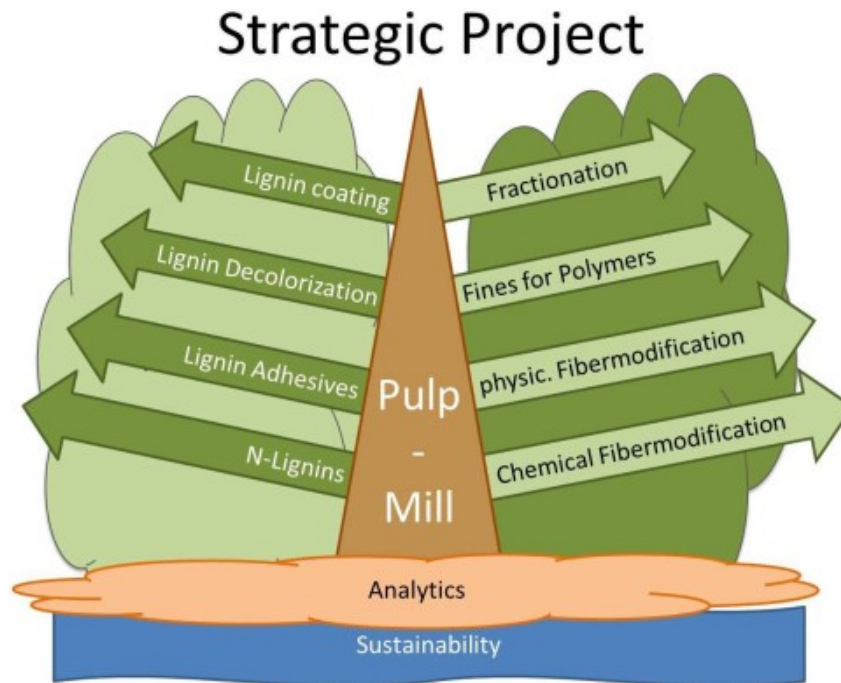 Strategic Project
Lignin coating
Fractionation
Lignin Decolorization
Fines for Polymers
Lignin Adhesives
physic. Fibermodification
N-Lignins
Chemical Fibermodification
Pulp
-
Mill
Analytics
Sustainability